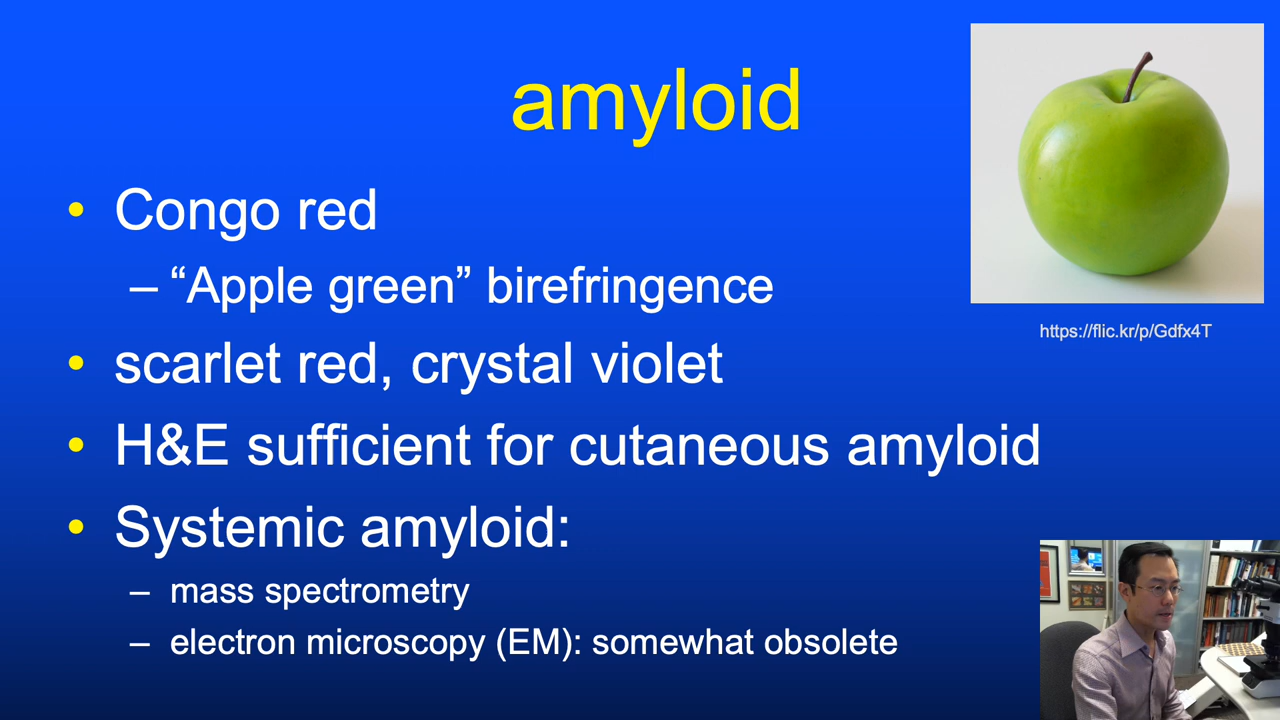 amyloid
• Congo red
– “Apple green” birefringence
https://flic.kr/p/Gdfx4T
• scarlet red, crystal violet
• H&E sufficient for cutaneous amyloid
• Systemic amyloid:
– mass spectrometry
– electron microscopy (EM): somewhat obsolete